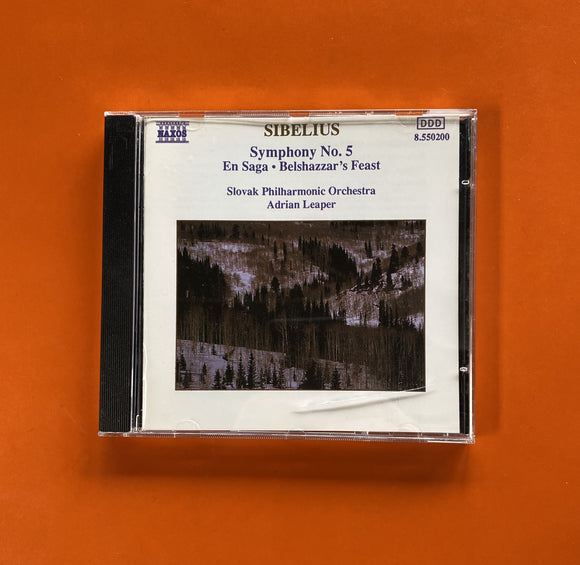 NAXOS
SIBELIUS
DDD
8.550200
Symphony No. 5
En Saga • Belshazzar's Feast
Slovak Philharmonic Orchestra
Adrian Leaper